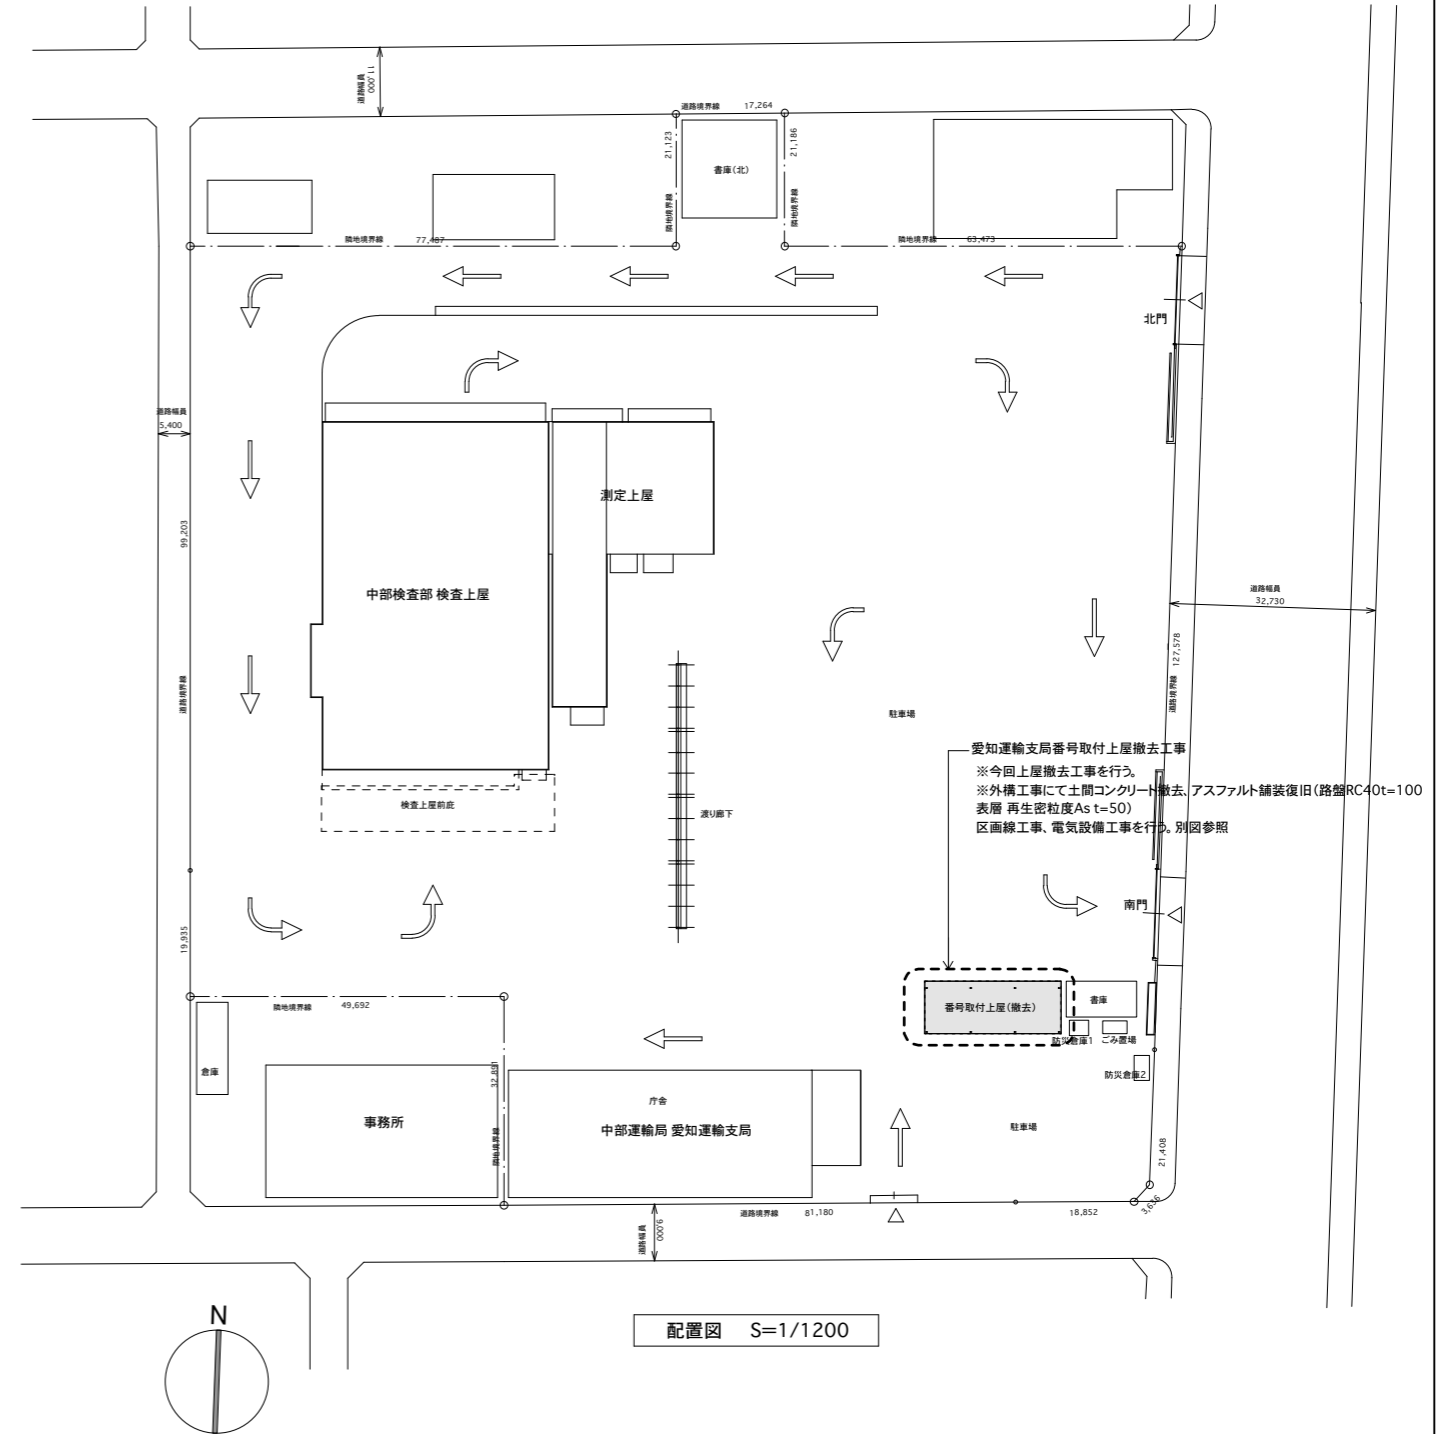 道路幅員
11,000
道路境界線 17,264
21,123
隣地境界線
書庫(北)
21,186
隣地境界線
隣地境界線 77,487
隣地境界線 63,473
北門
道路幅員
5,400
測定上屋
99,203
中部検査部 検査上屋
道路幅員
32,730
127,578
道路境界線
道路境界線
駐車場
愛知運輸支局番号取付上屋撤去工事
※今回上屋撤去工事を行う。
※外構工事にて土間コンクリート撤去、アスファルト舗装復旧(路盤RC40t=100
表層 再生密粒度As t=50)
区画線工事、電気設備工事を行う。別図参照
検査上屋前庇
渡り廊下
南門
19,935
隣地境界線 49,692
番号取付上屋(撤去)
書庫
防災倉庫1 ごみ置場
倉庫
32,891
隣地境界線
防災倉庫2
庁舎
事務所
中部運輸局 愛知運輸支局
駐車場
21,408
道路境界線 81,180
18,852
3,636
道路幅員
9,000
N
配置図 S=1/1200